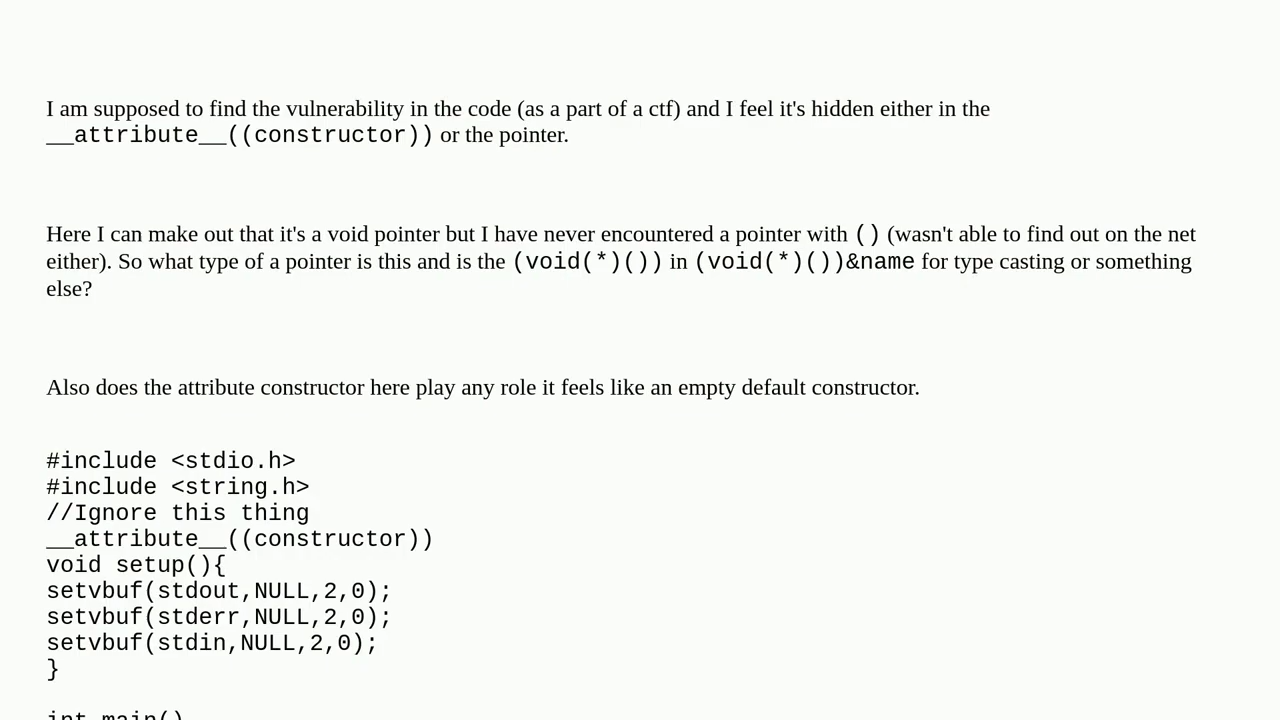 I am supposed to find the vulnerability in the code (as a part of a ctf) and I feel it's hidden either in the
__attribute__((constructor)) or the pointer.
Here I can make out that it's a void pointer but I have never encountered a pointer with () (wasn't able to find out on the net
either). So what type of a pointer is this and is the (void(*)()) in (void(*)())&name for type casting or something
else?
Also does the attribute constructor here play any role it feels like an empty default constructor.
#include <stdio.h>
#include <string.h>
//Ignore this thing
__attribute__((constructor))
void setup(){
setvbuf(stdout,NULL,2,0);
setvbuf(stderr,NULL,2,0);
setvbuf(stdin,NULL,2,0);
}
int main()